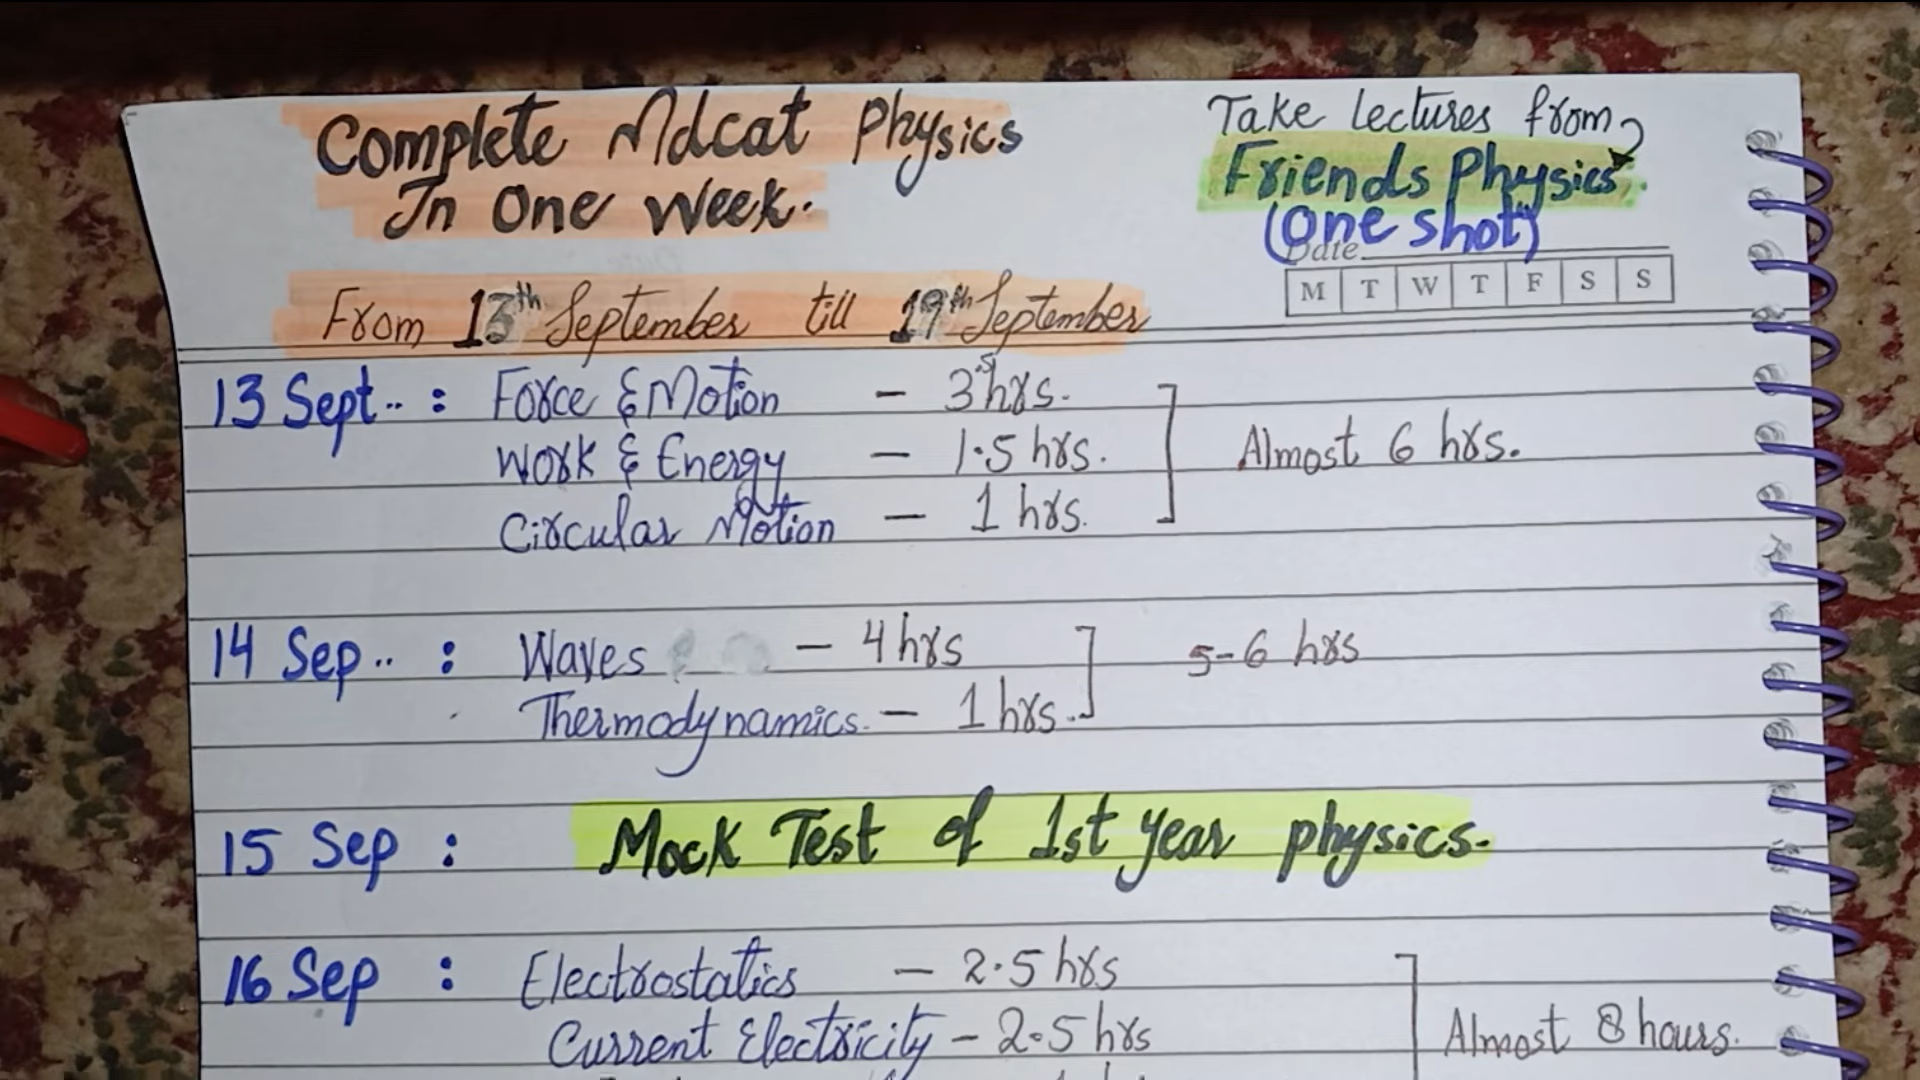 Complete Mdcat Physics
In One Week.
Take lectures from
Friends Physics.
(One shot)
Date
M T W T F S S
From 13th September till 19th September
13 Sept.. : Force & Motion - 3 hrs.
Work & Energy - 1.5 hrs.
Circular Motion - 1 hrs.
Almost 6 hrs.
14 Sep.. : Waves - 4 hrs
Thermodynamics. - 1 hrs.
5-6 hrs
15 Sep : Mock Test of 1st year physics.
16 Sep : Electrostatics - 2.5 hrs
Current Electricity - 2.5 hrs
Almost 8 hours.